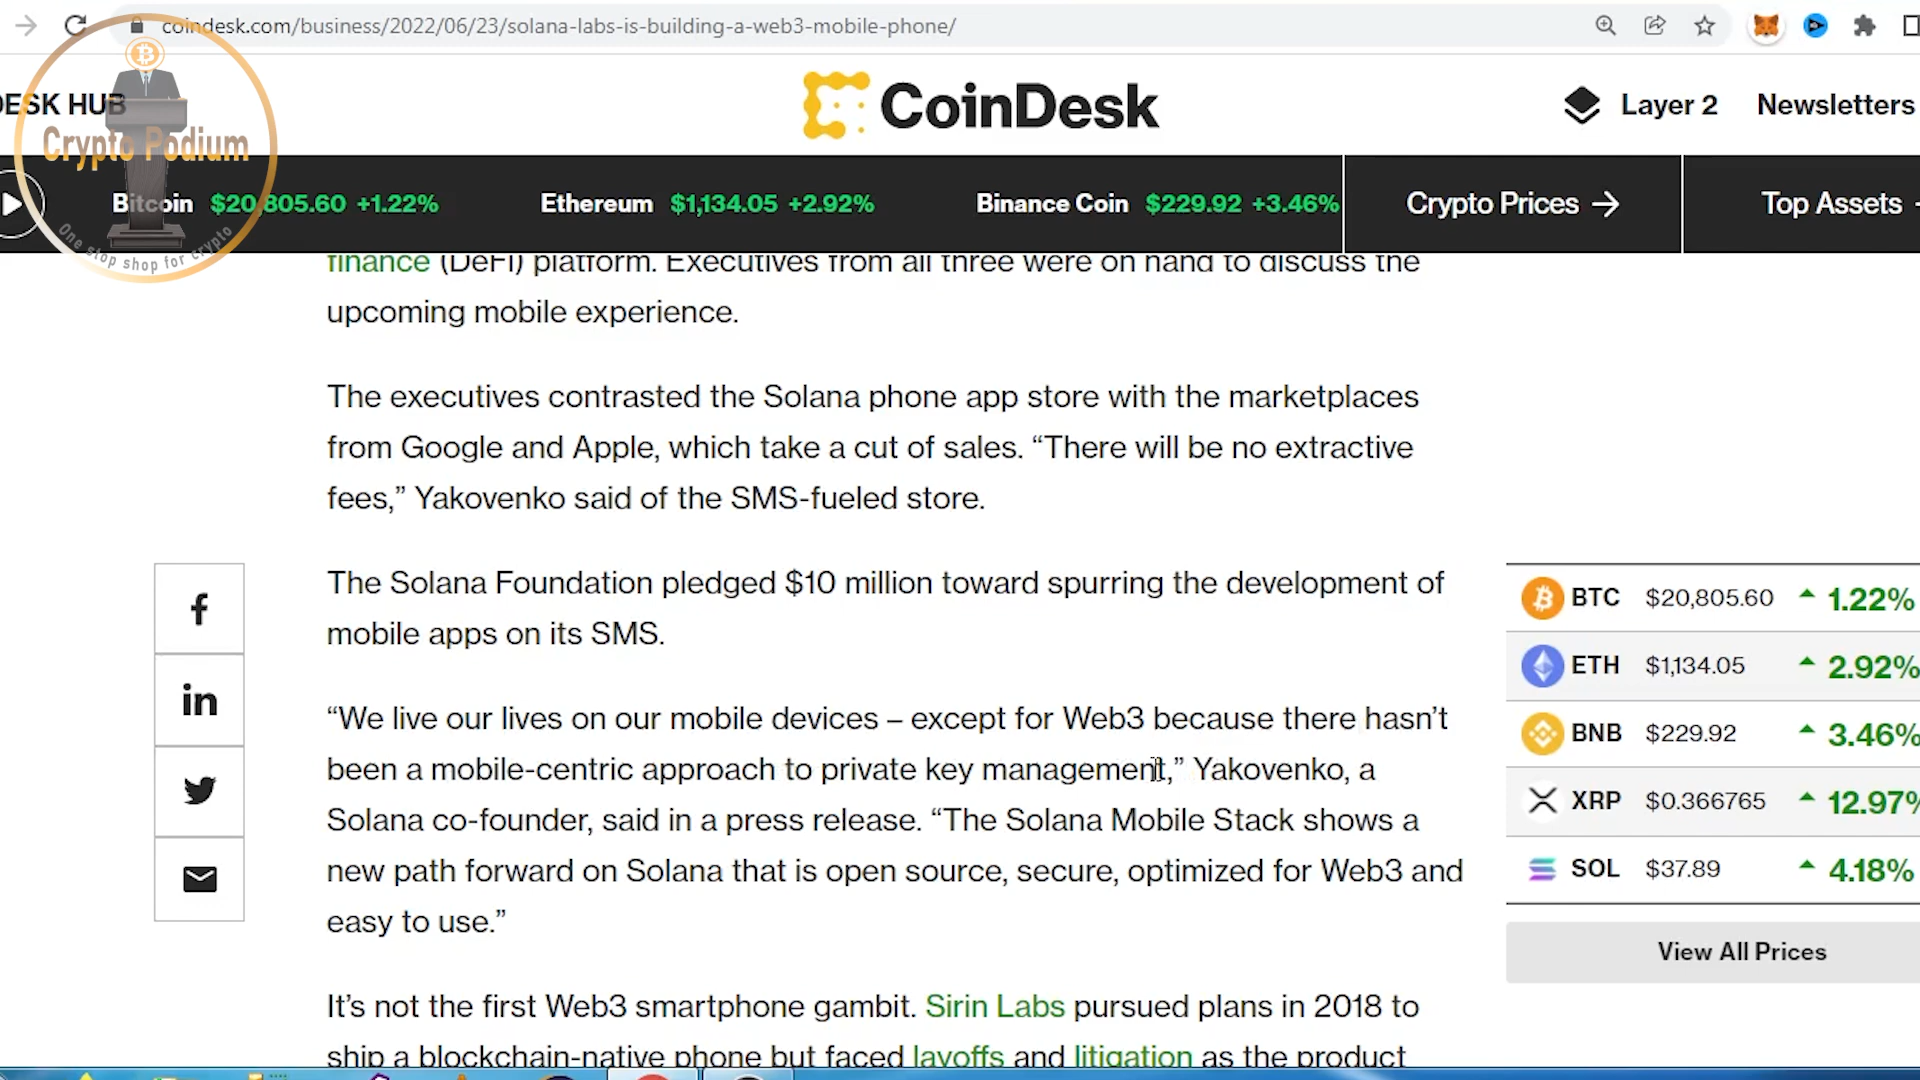 coindesk.com/business/2022/06/23/solana-labs-is-building-a-web3-mobile-phone/
DESK HUB
CoinDesk
Layer 2
Newsletters
Crypto Podium
One stop shop for crypto
Bitcoin $20,805.60 +1.22%
Ethereum $1,134.05 +2.92%
Binance Coin $229.92 +3.46%
Crypto Prices →
Top Assets
finance (DeFi) platform. Executives from all three were on hand to discuss the
upcoming mobile experience.
The executives contrasted the Solana phone app store with the marketplaces
from Google and Apple, which take a cut of sales. “There will be no extractive
fees,” Yakovenko said of the SMS-fueled store.
The Solana Foundation pledged $10 million toward spurring the development of
mobile apps on its SMS.
“We live our lives on our mobile devices – except for Web3 because there hasn’t
been a mobile-centric approach to private key management,” Yakovenko, a
Solana co-founder, said in a press release. “The Solana Mobile Stack shows a
new path forward on Solana that is open source, secure, optimized for Web3 and
easy to use.”
It’s not the first Web3 smartphone gambit. Sirin Labs pursued plans in 2018 to
ship a blockchain-native phone but faced layoffs and litigation as the product
BTC $20,805.60 1.22%
ETH $1,134.05 2.92%
BNB $229.92 3.46%
XRP $0.366765 12.97%
SOL $37.89 4.18%
View All Prices